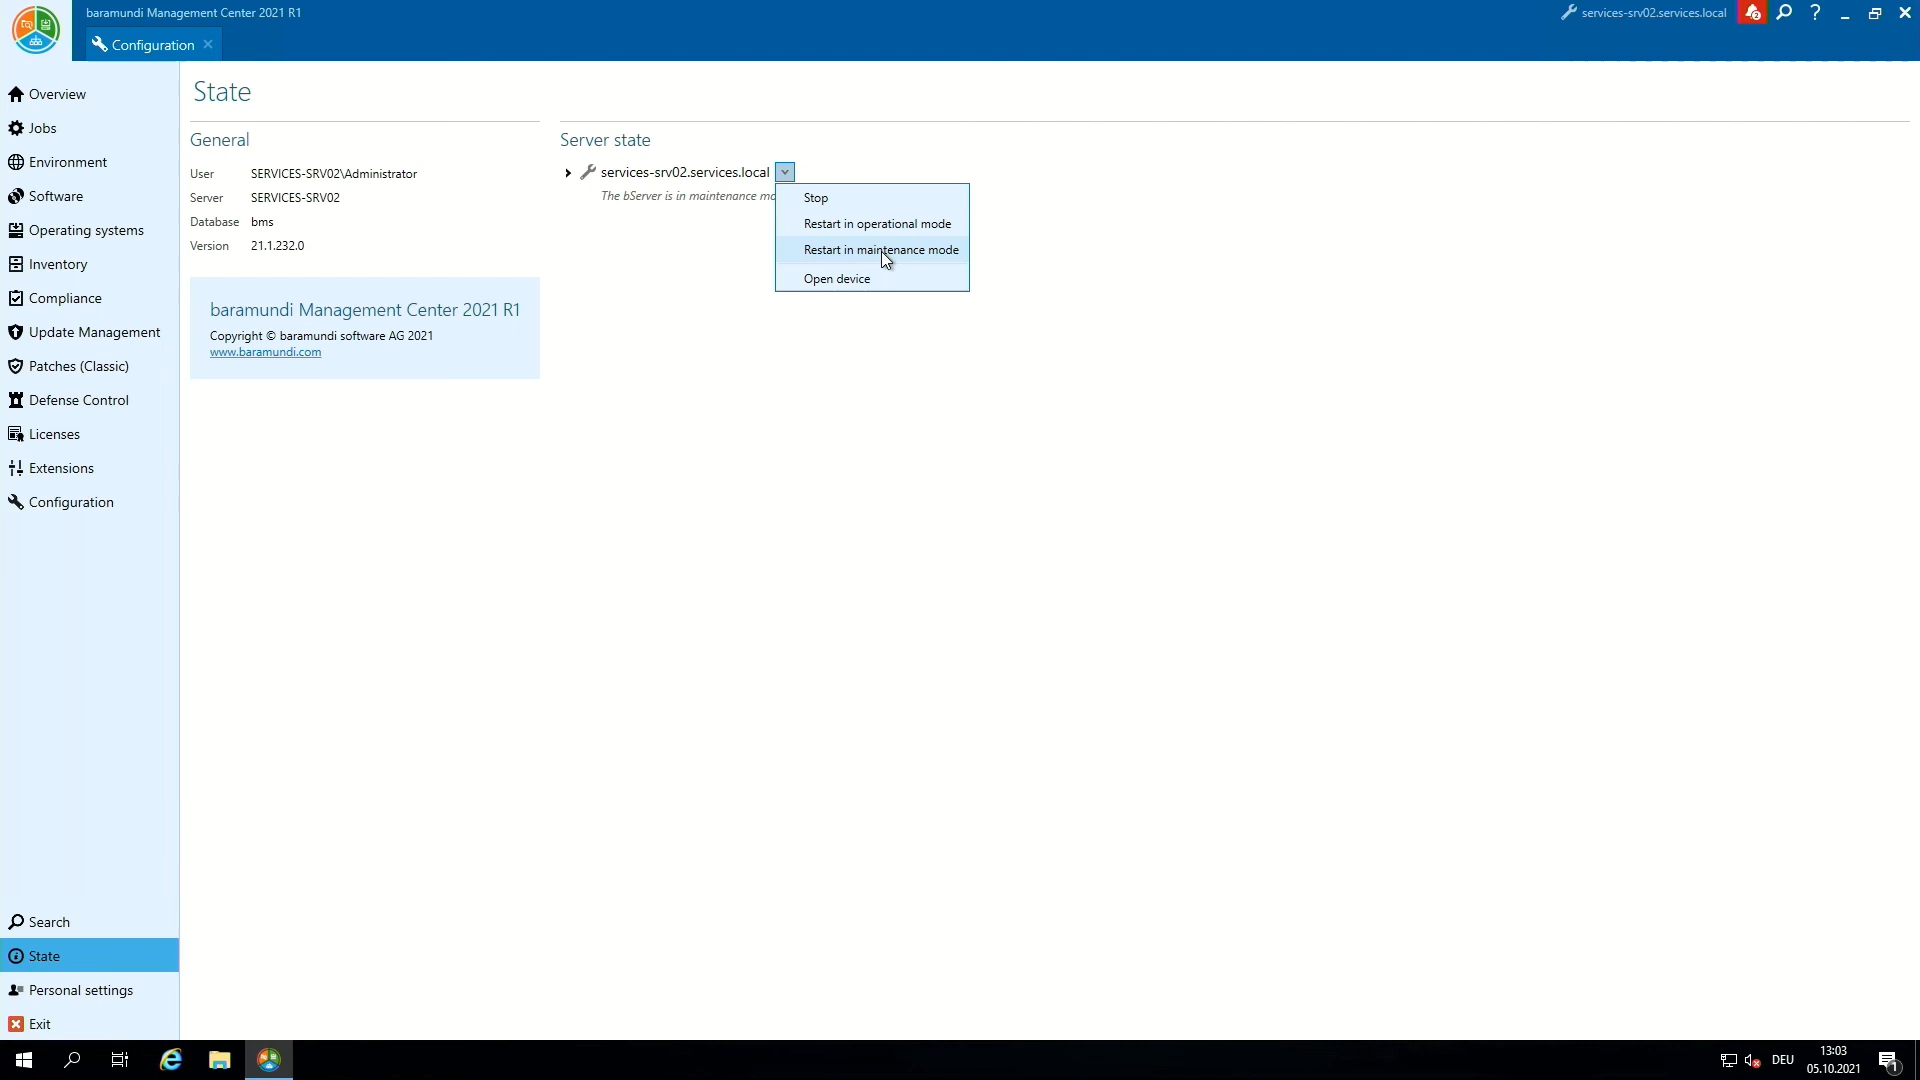 baramundi Management Center 2021 R1
services-srv02.services.local
2
?
Configuration
Overview
Jobs
Environment
Software
Operating systems
Inventory
Compliance
Update Management
Patches (Classic)
Defense Control
Licenses
Extensions
Configuration
Search
State
Personal settings
Exit
State
General
User SERVICES-SRV02\Administrator
Server SERVICES-SRV02
Database bms
Version 21.1.232.0
baramundi Management Center 2021 R1
Copyright © baramundi software AG 2021
www.baramundi.com
Server state
services-srv02.services.local
The bServer is in maintenance mo
Stop
Restart in operational mode
Restart in maintenance mode
Open device
DEU
13:03
05.10.2021
1